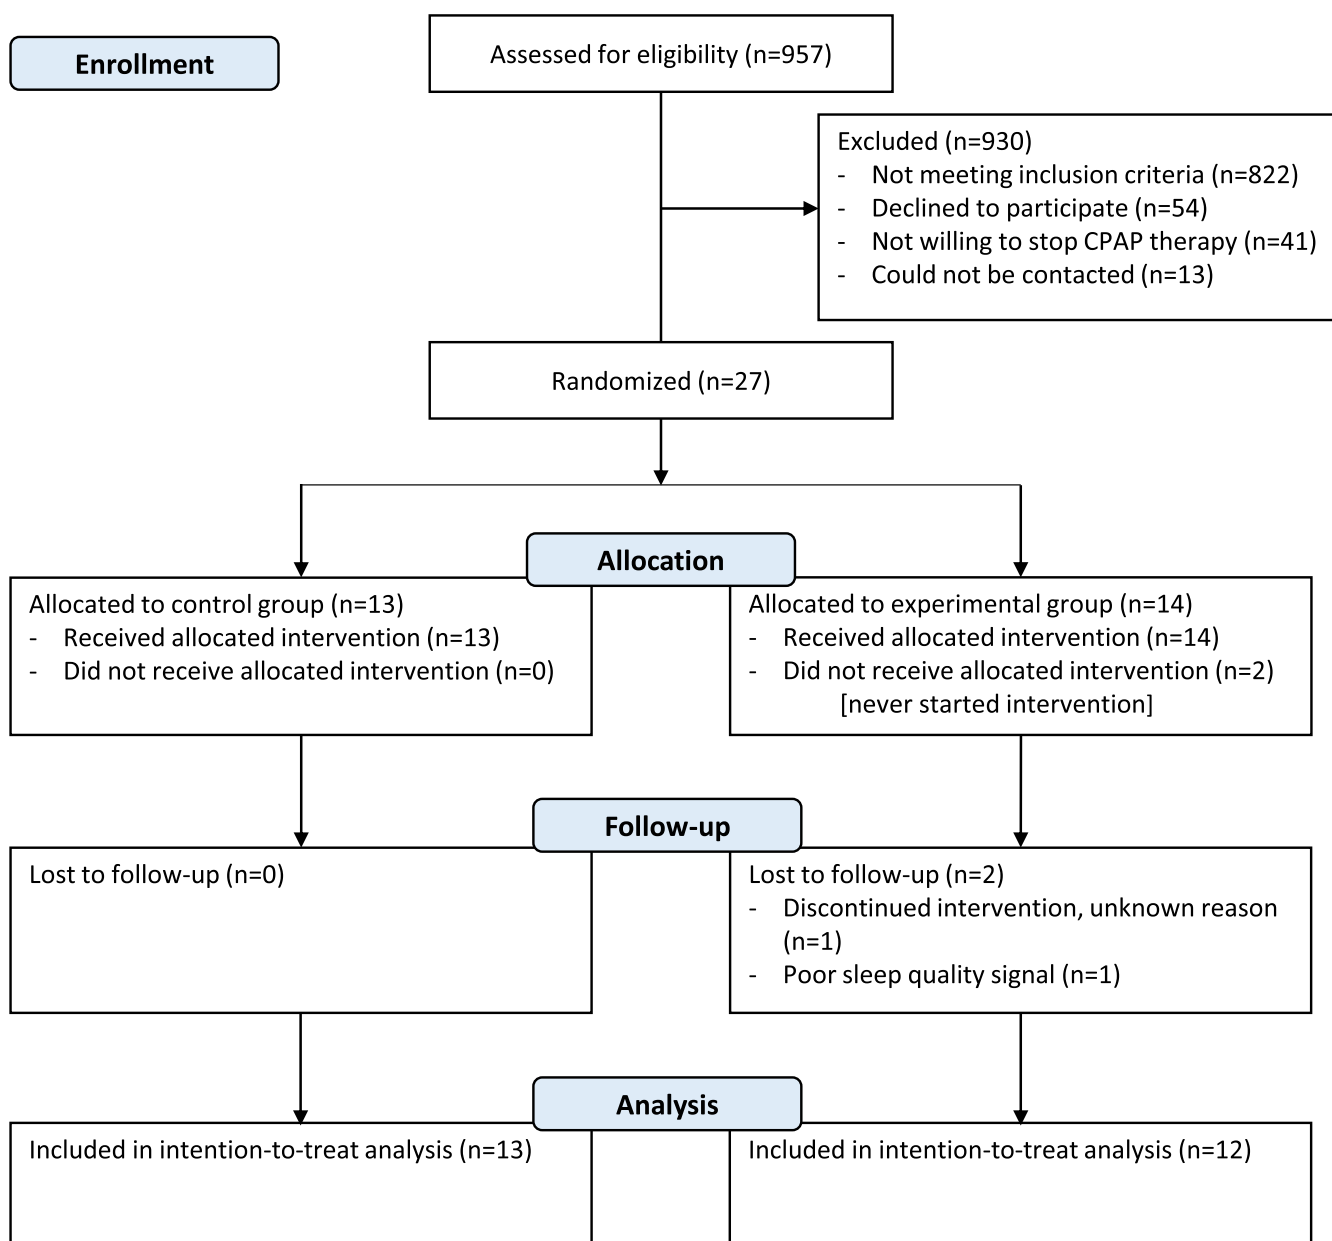 Enrollment
Assessed for eligibility (n=957)
Excluded (n=930)
- Not meeting inclusion criteria (n=822)
- Declined to participate (n=54)
- Not willing to stop CPAP therapy (n=41)
- Could not be contacted (n=13)
Randomized (n=27)
Allocation
Allocated to control group (n=13)
- Received allocated intervention (n=13)
- Did not receive allocated intervention (n=0)
Allocated to experimental group (n=14)
- Received allocated intervention (n=14)
- Did not receive allocated intervention (n=2)
[never started intervention]
Follow-up
Lost to follow-up (n=0)
Lost to follow-up (n=2)
- Discontinued intervention, unknown reason
(n=1)
- Poor sleep quality signal (n=1)
Analysis
Included in intention-to-treat analysis (n=13)
Included in intention-to-treat analysis (n=12)